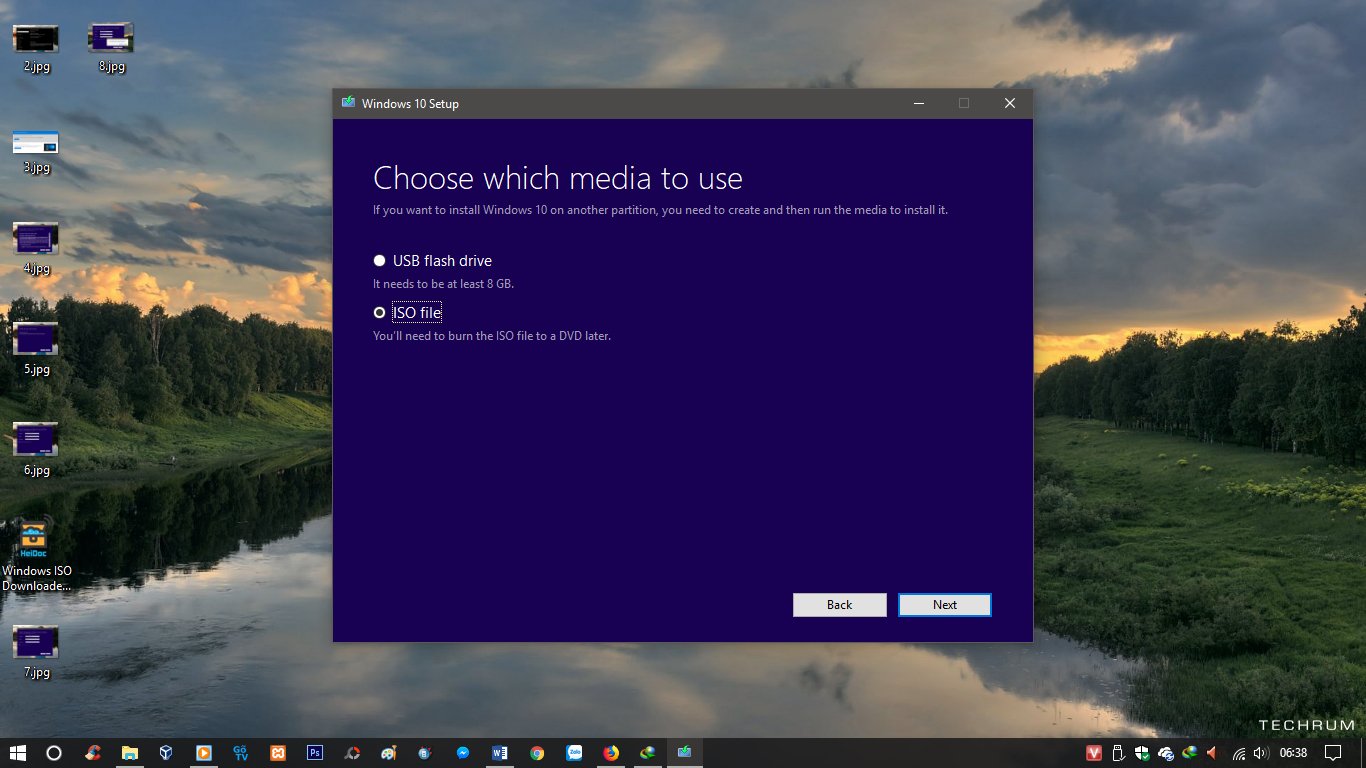 2.jpg
8.jpg
3.jpg
4.jpg
5.jpg
6.jpg
HeiDoc
Windows ISO
Downloade...
7.jpg
Windows 10 Setup
Choose which media to use
If you want to install Windows 10 on another partition, you need to create and then run the media to install it.
USB flash drive
It needs to be at least 8 GB.
ISO file
You'll need to burn the ISO file to a DVD later.
Back
Next
TECHRUM
Gõ
TV
Ps
Zalo
V
06:38